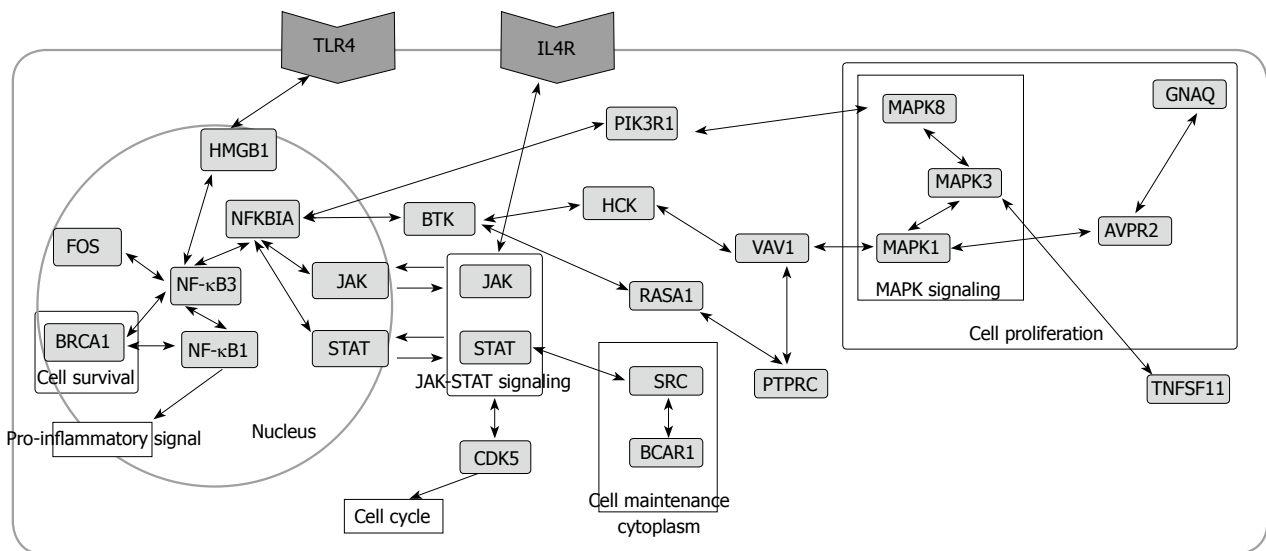 TLR4
IL4R
GNAQ
MAPK8
PIK3R1
HMGB1
MAPK3
HCK
NFKBIA
BTK
AVPR2
FOS
VAV1
MAPK1
JAK
JAK
NF-κB3
RASA1
MAPK signaling
Cell proliferation
BRCA1
NF-κB1
STAT
STAT
Cell survival
JAK-STAT signaling
SRC
PTPRC
TNFSF11
Pro-inflammatory signal
Nucleus
CDK5
BCAR1
Cell cycle
Cell maintenance
cytoplasm